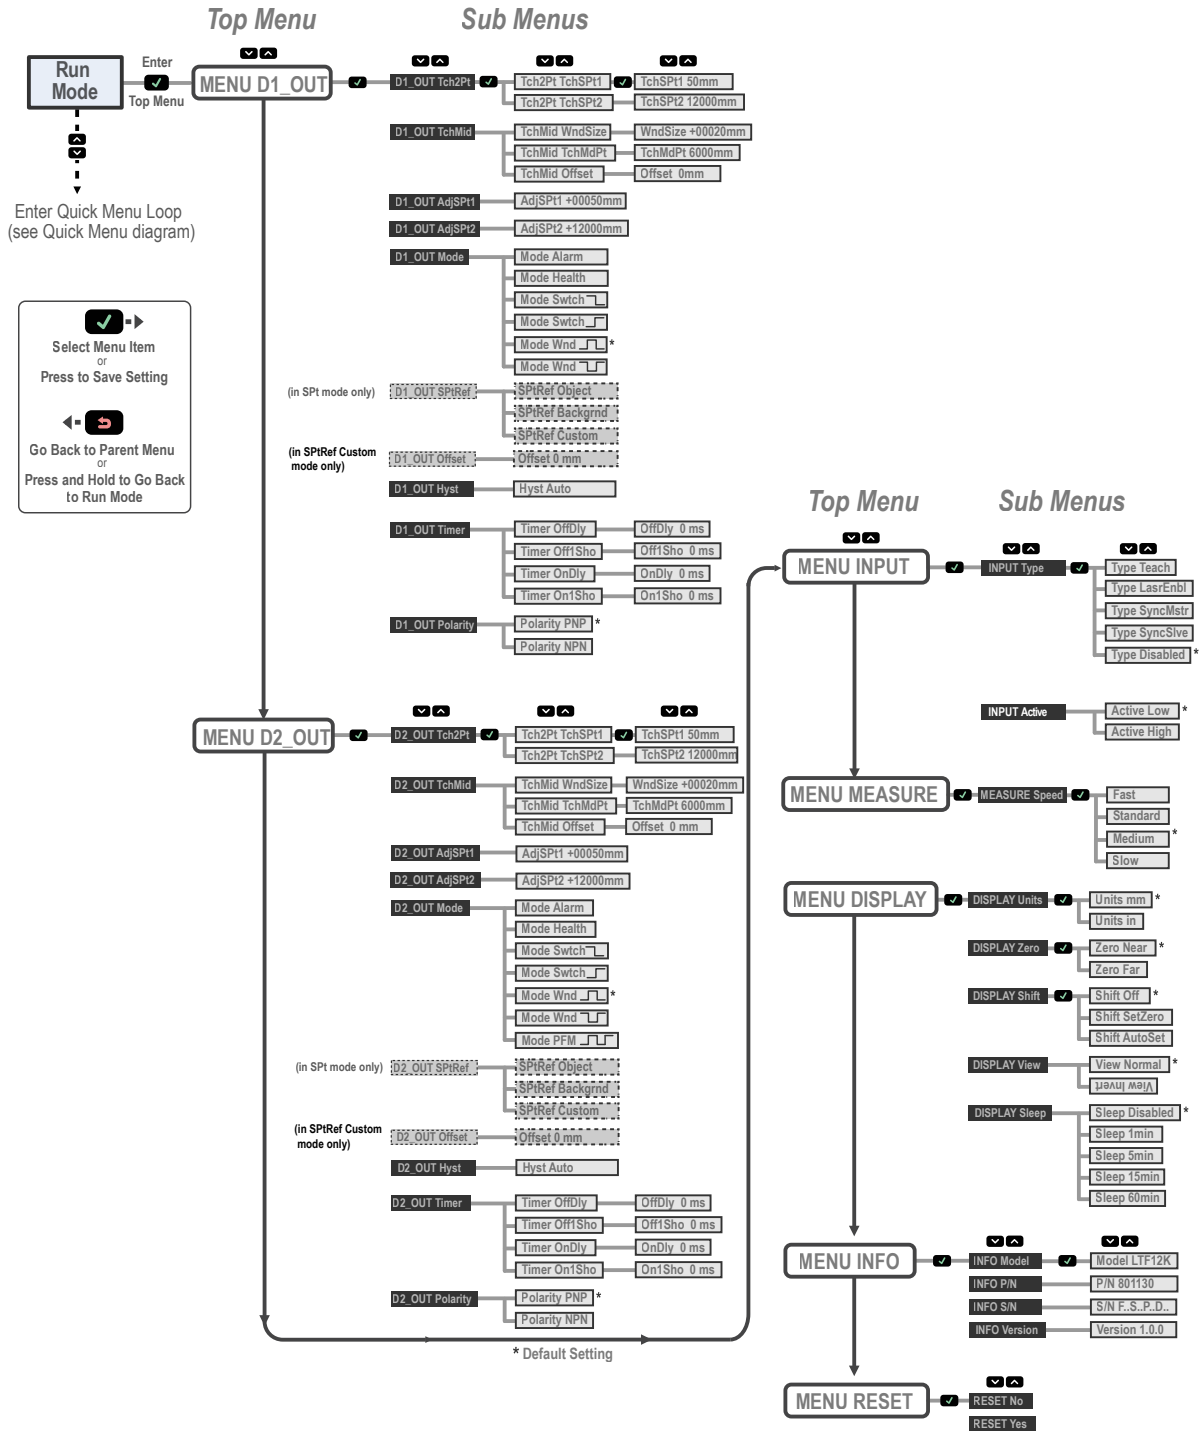 Top Menu
Sub Menus
Run
Mode
Enter
Top Menu
MENU D1_OUT
Enter Quick Menu Loop
(see Quick Menu diagram)
Select Menu Item
or
Press to Save Setting
Go Back to Parent Menu
or
Press and Hold to Go Back
to Run Mode
D1_OUT Tch2Pt
Tch2Pt TchSPt1
TchSPt1 50mm
Tch2Pt TchSPt2
TchSPt2 12000mm
D1_OUT TchMid
TchMid WndSize
WndSize +00020mm
TchMid TchMdPt
TchMdPt 6000mm
TchMid Offset
Offset 0mm
D1_OUT AdjSPt1
AdjSPt1 +00050mm
D1_OUT AdjSPt2
AdjSPt2 +12000mm
D1_OUT Mode
Mode Alarm
Mode Health
Mode Swtch
Mode Swtch
Mode Wnd *
Mode Wnd
(in SPt mode only)
D1_OUT SPtRef
SPtRef Object
SPtRef Backgrnd
SPtRef Custom
(in SPtRef Custom
mode only)
D1_OUT Offset
Offset 0 mm
D1_OUT Hyst
Hyst Auto
D1_OUT Timer
Timer OffDly
OffDly 0 ms
Timer Off1Sho
Off1Sho 0 ms
Timer OnDly
OnDly 0 ms
Timer On1Sho
On1Sho 0 ms
D1_OUT Polarity
Polarity PNP *
Polarity NPN
MENU D2_OUT
D2_OUT Tch2Pt
Tch2Pt TchSPt1
TchSPt1 50mm
Tch2Pt TchSPt2
TchSPt2 12000mm
D2_OUT TchMid
TchMid WndSize
WndSize +00020mm
TchMid TchMdPt
TchMdPt 6000mm
TchMid Offset
Offset 0 mm
D2_OUT AdjSPt1
AdjSPt1 +00050mm
D2_OUT AdjSPt2
AdjSPt2 +12000mm
D2_OUT Mode
Mode Alarm
Mode Health
Mode Swtch
Mode Swtch
Mode Wnd *
Mode Wnd
Mode PFM
(in SPt mode only)
D2_OUT SPtRef
SPtRef Object
SPtRef Backgrnd
SPtRef Custom
(in SPtRef Custom
mode only)
D2_OUT Offset
Offset 0 mm
D2_OUT Hyst
Hyst Auto
D2_OUT Timer
Timer OffDly
OffDly 0 ms
Timer Off1Sho
Off1Sho 0 ms
Timer OnDly
OnDly 0 ms
Timer On1Sho
On1Sho 0 ms
D2_OUT Polarity
Polarity PNP *
Polarity NPN
* Default Setting
Top Menu
Sub Menus
MENU INPUT
INPUT Type
Type Teach
Type LasrEnbl
Type SyncMstr
Type SyncSlve
Type Disabled *
INPUT Active
Active Low *
Active High
MENU MEASURE
MEASURE Speed
Fast
Standard
Medium *
Slow
MENU DISPLAY
DISPLAY Units
Units mm *
Units in
DISPLAY Zero
Zero Near *
Zero Far
DISPLAY Shift
Shift Off *
Shift SetZero
Shift AutoSet
DISPLAY View
View Normal *
View Invert
DISPLAY Sleep
Sleep Disabled *
Sleep 1min
Sleep 5min
Sleep 15min
Sleep 60min
MENU INFO
INFO Model
Model LTF12K
INFO P/N
P/N 801130
INFO S/N
S/N F..S..P..D..
INFO Version
Version 1.0.0
MENU RESET
RESET No
RESET Yes